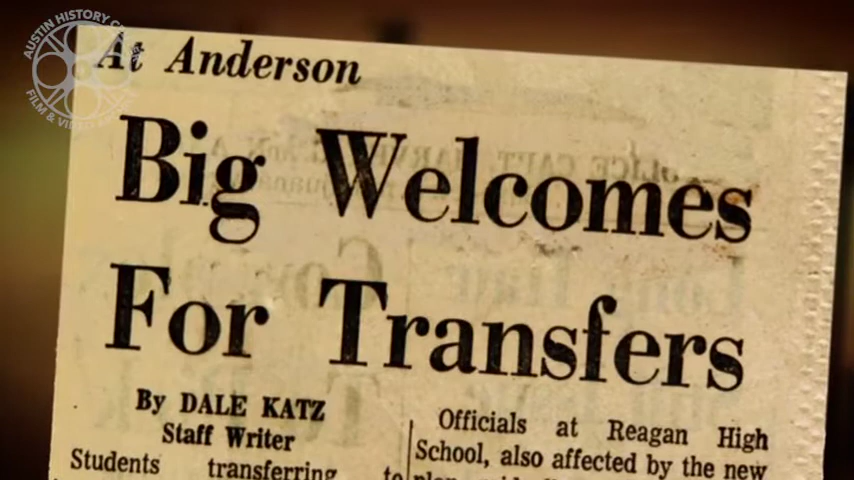 AUSTIN HISTORY CENTER
FILM & VIDEO
At Anderson
Big Welcomes
For Transfers
By DALE KATZ
Staff Writer
Students transferring to
Officials at Reagan High
School, also affected by the new